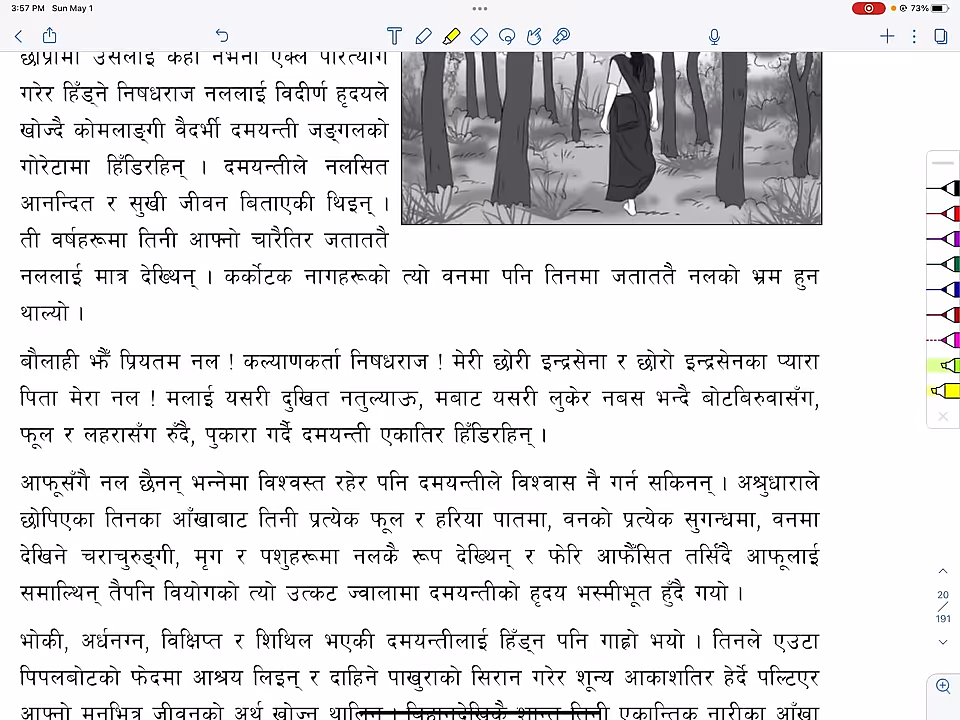 3:57 PM Sun May 1
73%
गरेर हिँड्ने निषधराज नललाई विदीर्ण हृदयले
खोज्दै कोमलाङ्गी वैदर्भी दमयन्ती जङ्गलको
गोरेटामा हिँडिरहिन् । दमयन्तीले नलसित
आनन्दित र सुखी जीवन बिताएकी थिइन् ।
ती वर्षहरूमा तिनी आफ्नो चारैतिर जताततै
नललाई मात्र देख्थिन् । कर्कोटक नागहरूको त्यो वनमा पनि तिनमा जताततै नलको भ्रम हुन
थाल्यो ।
बौलाही झैँ प्रियतम नल ! कल्याणकर्ता निषधराज ! मेरी छोरी इन्द्रसेना र छोरो इन्द्रसेनका प्यारा
पिता मेरा नल ! मलाई यसरी दुखित नतुल्याऊ, मबाट यसरी लुकेर नबस भन्दै बोटबिरुवासँग,
फूल र लहरासँग रुँदै, पुकारा गर्दै दमयन्ती एकातिर हिँडिरहिन् ।
आफूसँगै नल छैनन् भन्नेमा विश्वस्त रहेर पनि दमयन्तीले विश्वास नै गर्न सकिनन् । अश्रुधाराले
छोपिएका तिनका आँखाबाट तिनी प्रत्येक फूल र हरिया पातमा, वनको प्रत्येक सुगन्धमा, वनमा
देखिने चराचुरुङ्गी, मृग र पशुहरूमा नलकै रूप देख्थिन् र फेरि आफैँसित तर्सिँदै आफूलाई
समाल्थिन् तैपनि वियोगको त्यो उत्कट ज्वालामा दमयन्तीको हृदय भस्मीभूत हुँदै गयो ।
भोकी, अर्धनग्न, विक्षिप्त र शिथिल भएकी दमयन्तीलाई हिँड्न पनि गाह्रो भयो । तिनले एउटा
पिपलबोटको फेदमा आश्रय लिइन् र दाहिने पाखुराको सिरान गरेर शून्य आकाशतिर हेर्दै पल्टिएर
आफ्नो मनभित्र जीवनको अर्थ खोज्न थालिन् ।
20
191